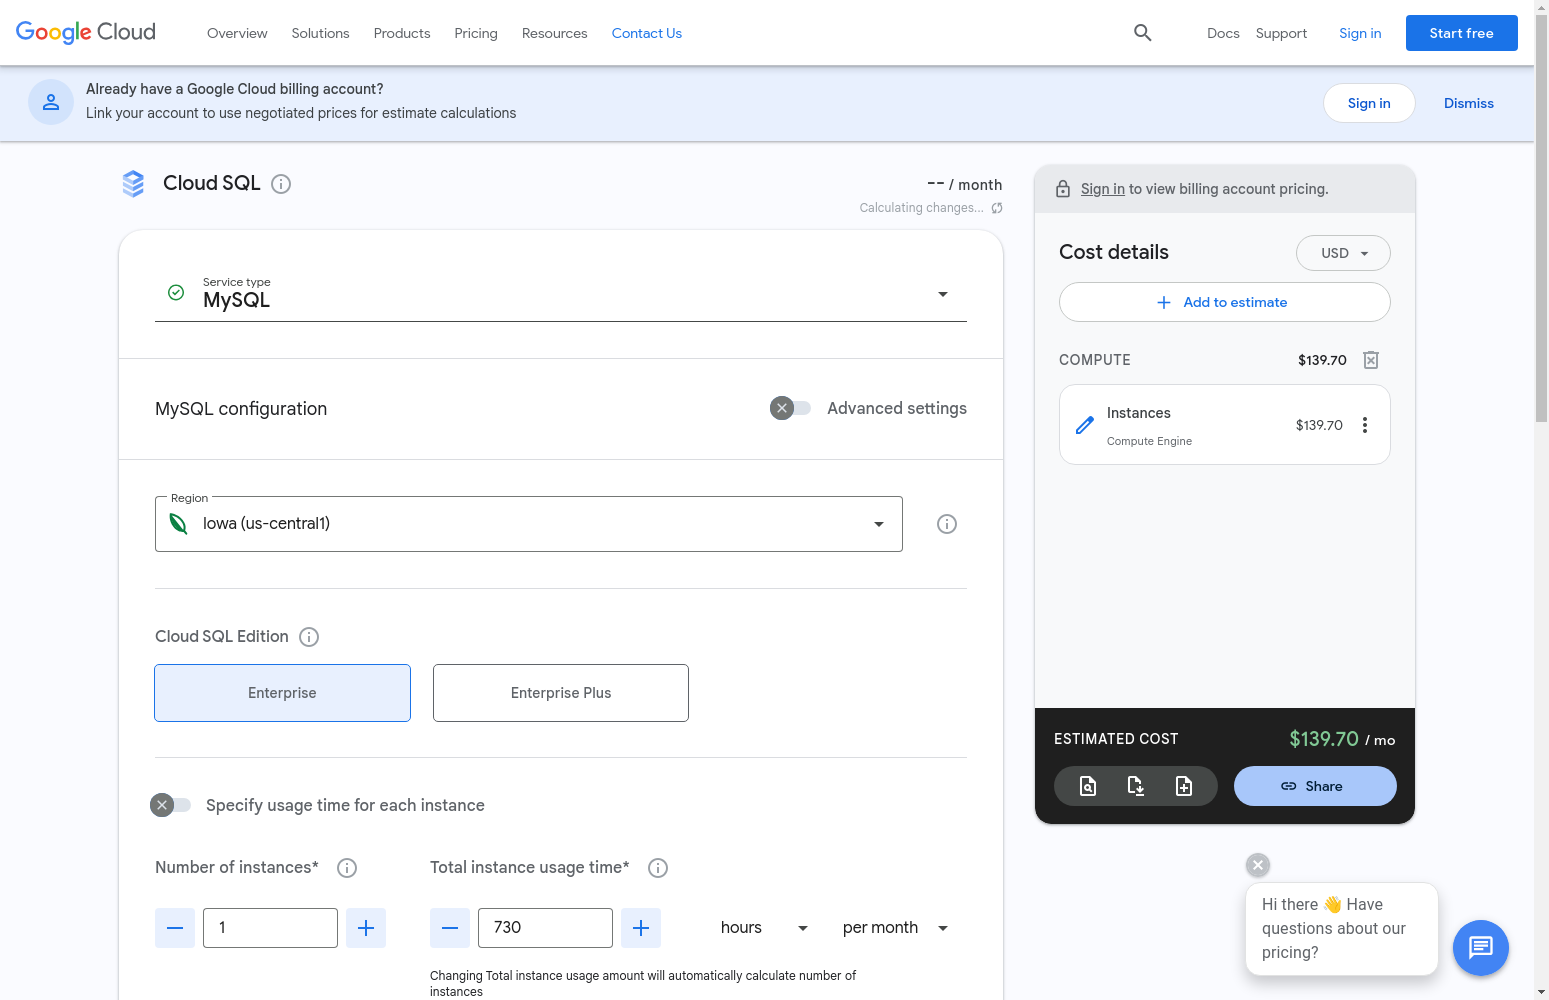 Google Cloud
Overview Solutions Products Pricing Resources Contact Us Docs Support Sign in Start free
Already have a Google Cloud billing account?
Link your account to use negotiated prices for estimate calculations
Sign in Dismiss
Cloud SQL
-- / month
Calculating changes...
Service type
MySQL
MySQL configuration
Advanced settings
Region
Iowa (us-central1)
Cloud SQL Edition
Enterprise Enterprise Plus
Specify usage time for each instance
Number of instances* Total instance usage time*
1 730 hours per month
Changing Total instance usage amount will automatically calculate number of
instances
Sign in to view billing account pricing.
Cost details USD
Add to estimate
COMPUTE $139.70
Instances
Compute Engine
$139.70
ESTIMATED COST $139.70 / mo
Share
Hi there 👋 Have
questions about our
pricing?